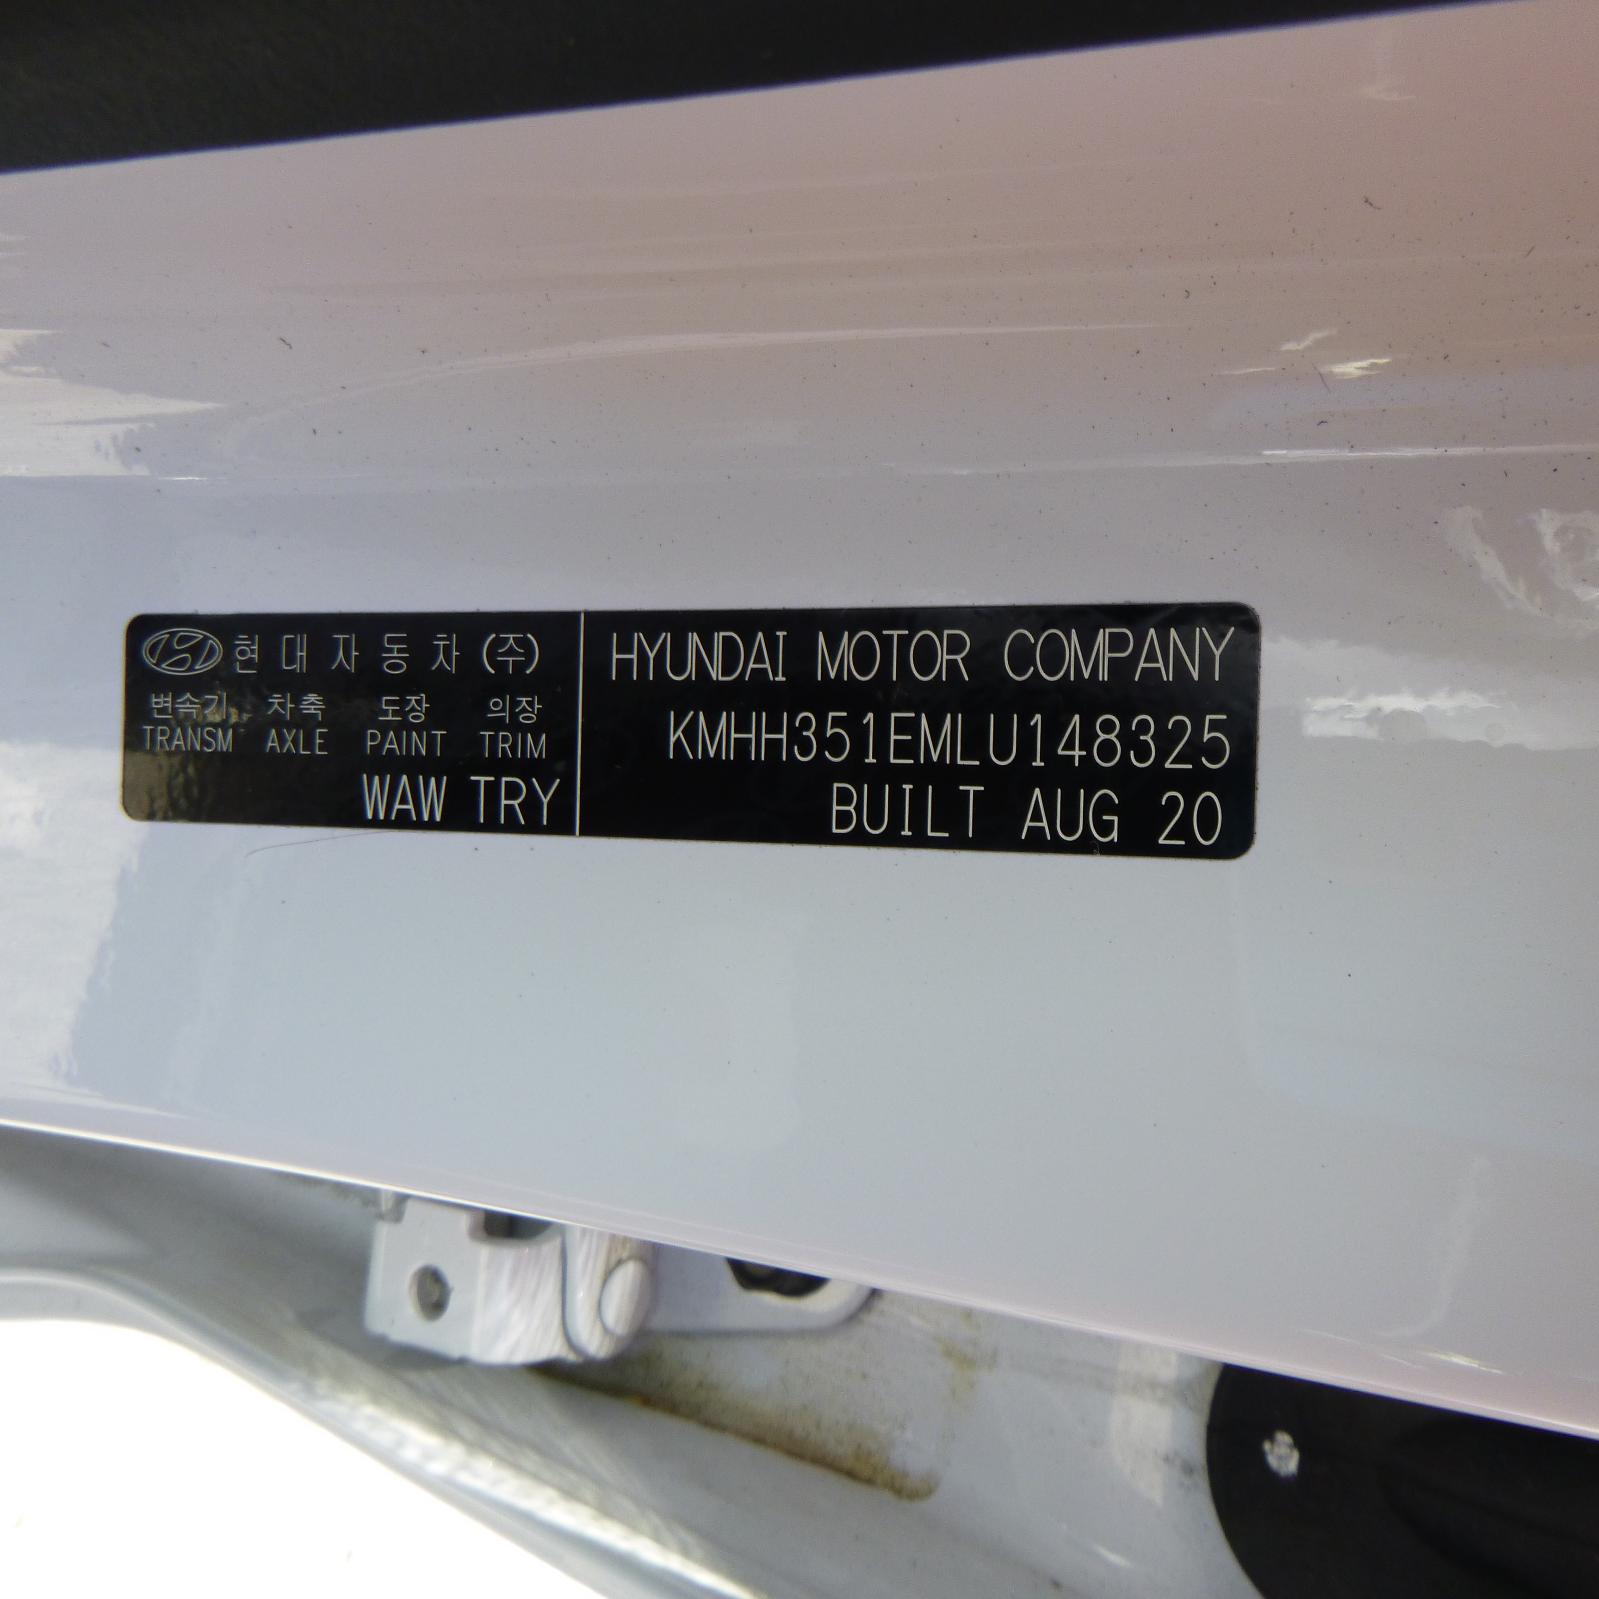 현대자동차(주)
변속기 차축 도장 의장
TRANSM AXLE PAINT TRIM
WAW TRY
HYUNDAI MOTOR COMPANY
KMHH351EMLU148325
BUILT AUG 20